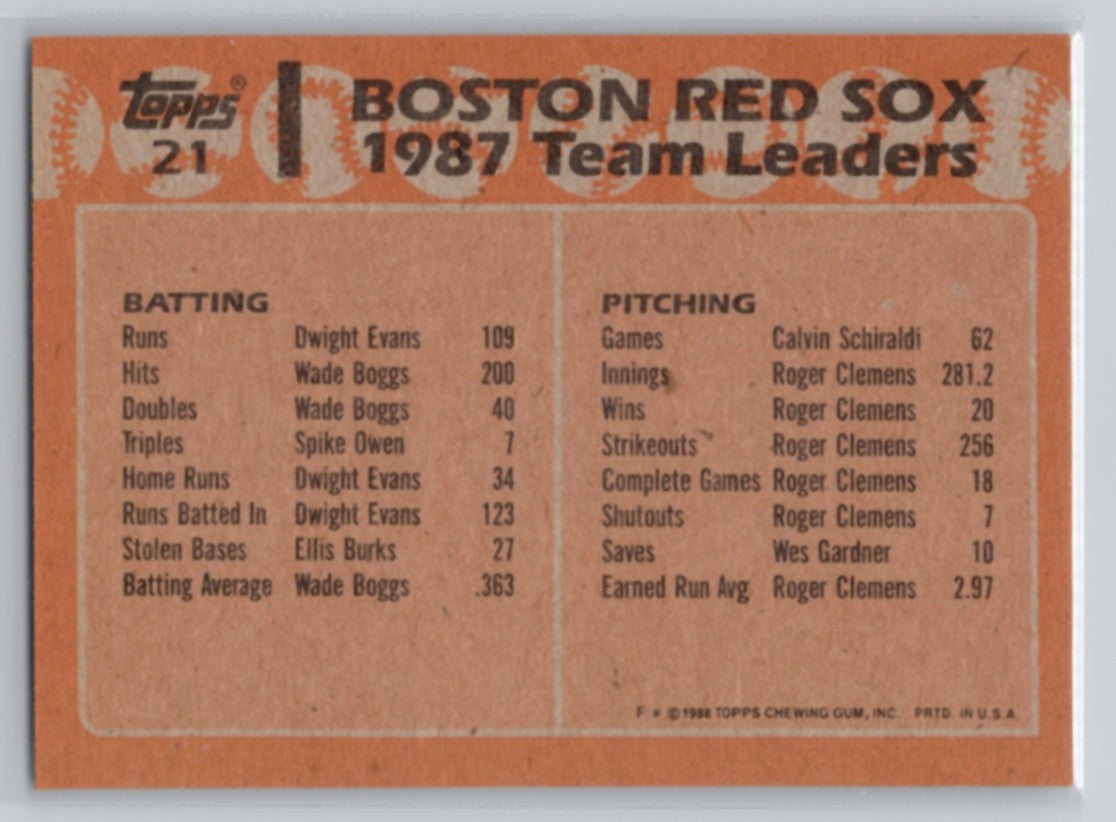 topps®
21
BOSTON RED SOX
1987 Team Leaders
BATTING
Runs Dwight Evans 109
Hits Wade Boggs 200
Doubles Wade Boggs 40
Triples Spike Owen 7
Home Runs Dwight Evans 34
Runs Batted In Dwight Evans 123
Stolen Bases Ellis Burks 27
Batting Average Wade Boggs .363
PITCHING
Games Calvin Schiraldi 62
Innings Roger Clemens 281.2
Wins Roger Clemens 20
Strikeouts Roger Clemens 256
Complete Games Roger Clemens 18
Shutouts Roger Clemens 7
Saves Wes Gardner 10
Earned Run Avg Roger Clemens 2.97
F * © 1988 TOPPS CHEWING GUM, INC. PRTD. IN U.S.A.